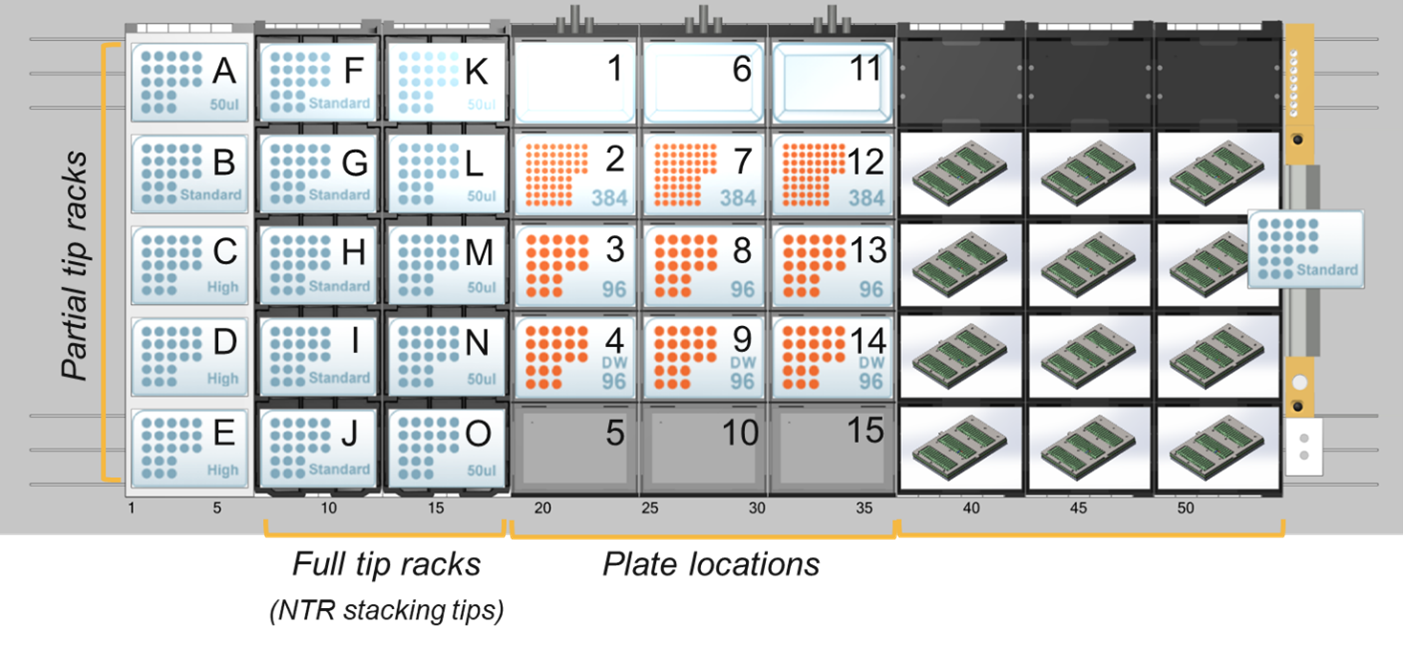 A
50ul
F
Standard
K
50ul
1
6
11
B
Standard
G
Standard
L
50ul
2
384
7
384
12
384
C
High
H
Standard
M
50ul
3
96
8
96
13
96
Standard
D
High
I
Standard
N
50ul
4
DW
96
9
DW
96
14
DW
96
E
High
J
Standard
O
50ul
5
10
15
Partial tip racks
1 5 10 15 20 25 30 35 40 45 50
Full tip racks
(NTR stacking tips)
Plate locations